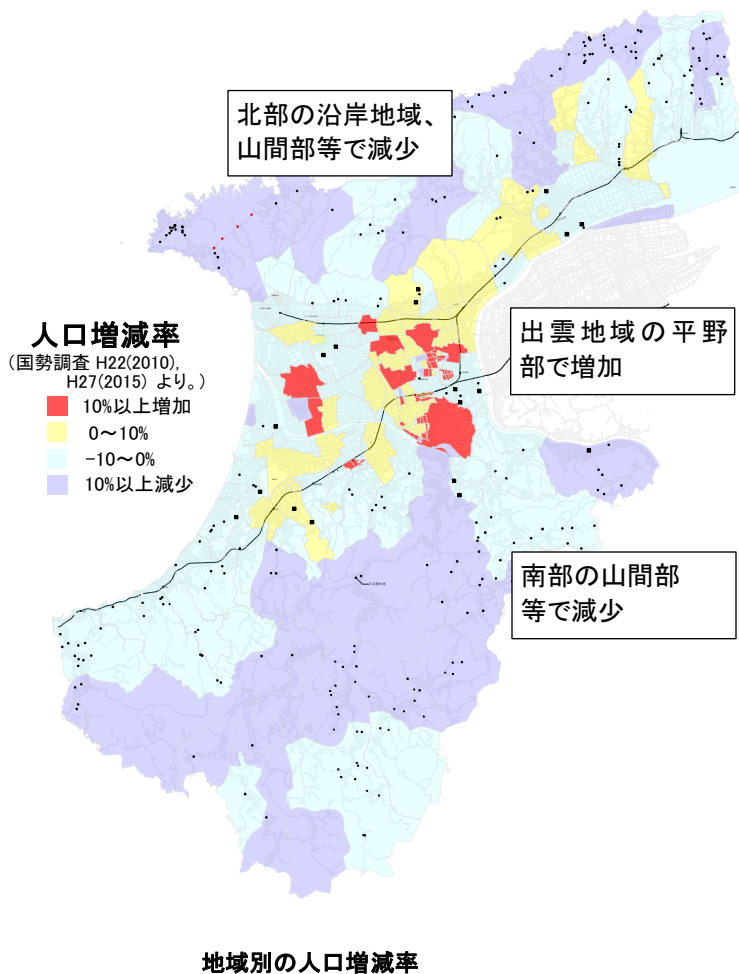 北部の沿岸地域、
山間部等で減少
人口増減率
（国勢調査 H22(2010),
H27(2015) より。）
10%以上増加
0～10%
-10～0%
10%以上減少
出雲地域の平野
部で増加
南部の山間部
等で減少
地域別の人口増減率